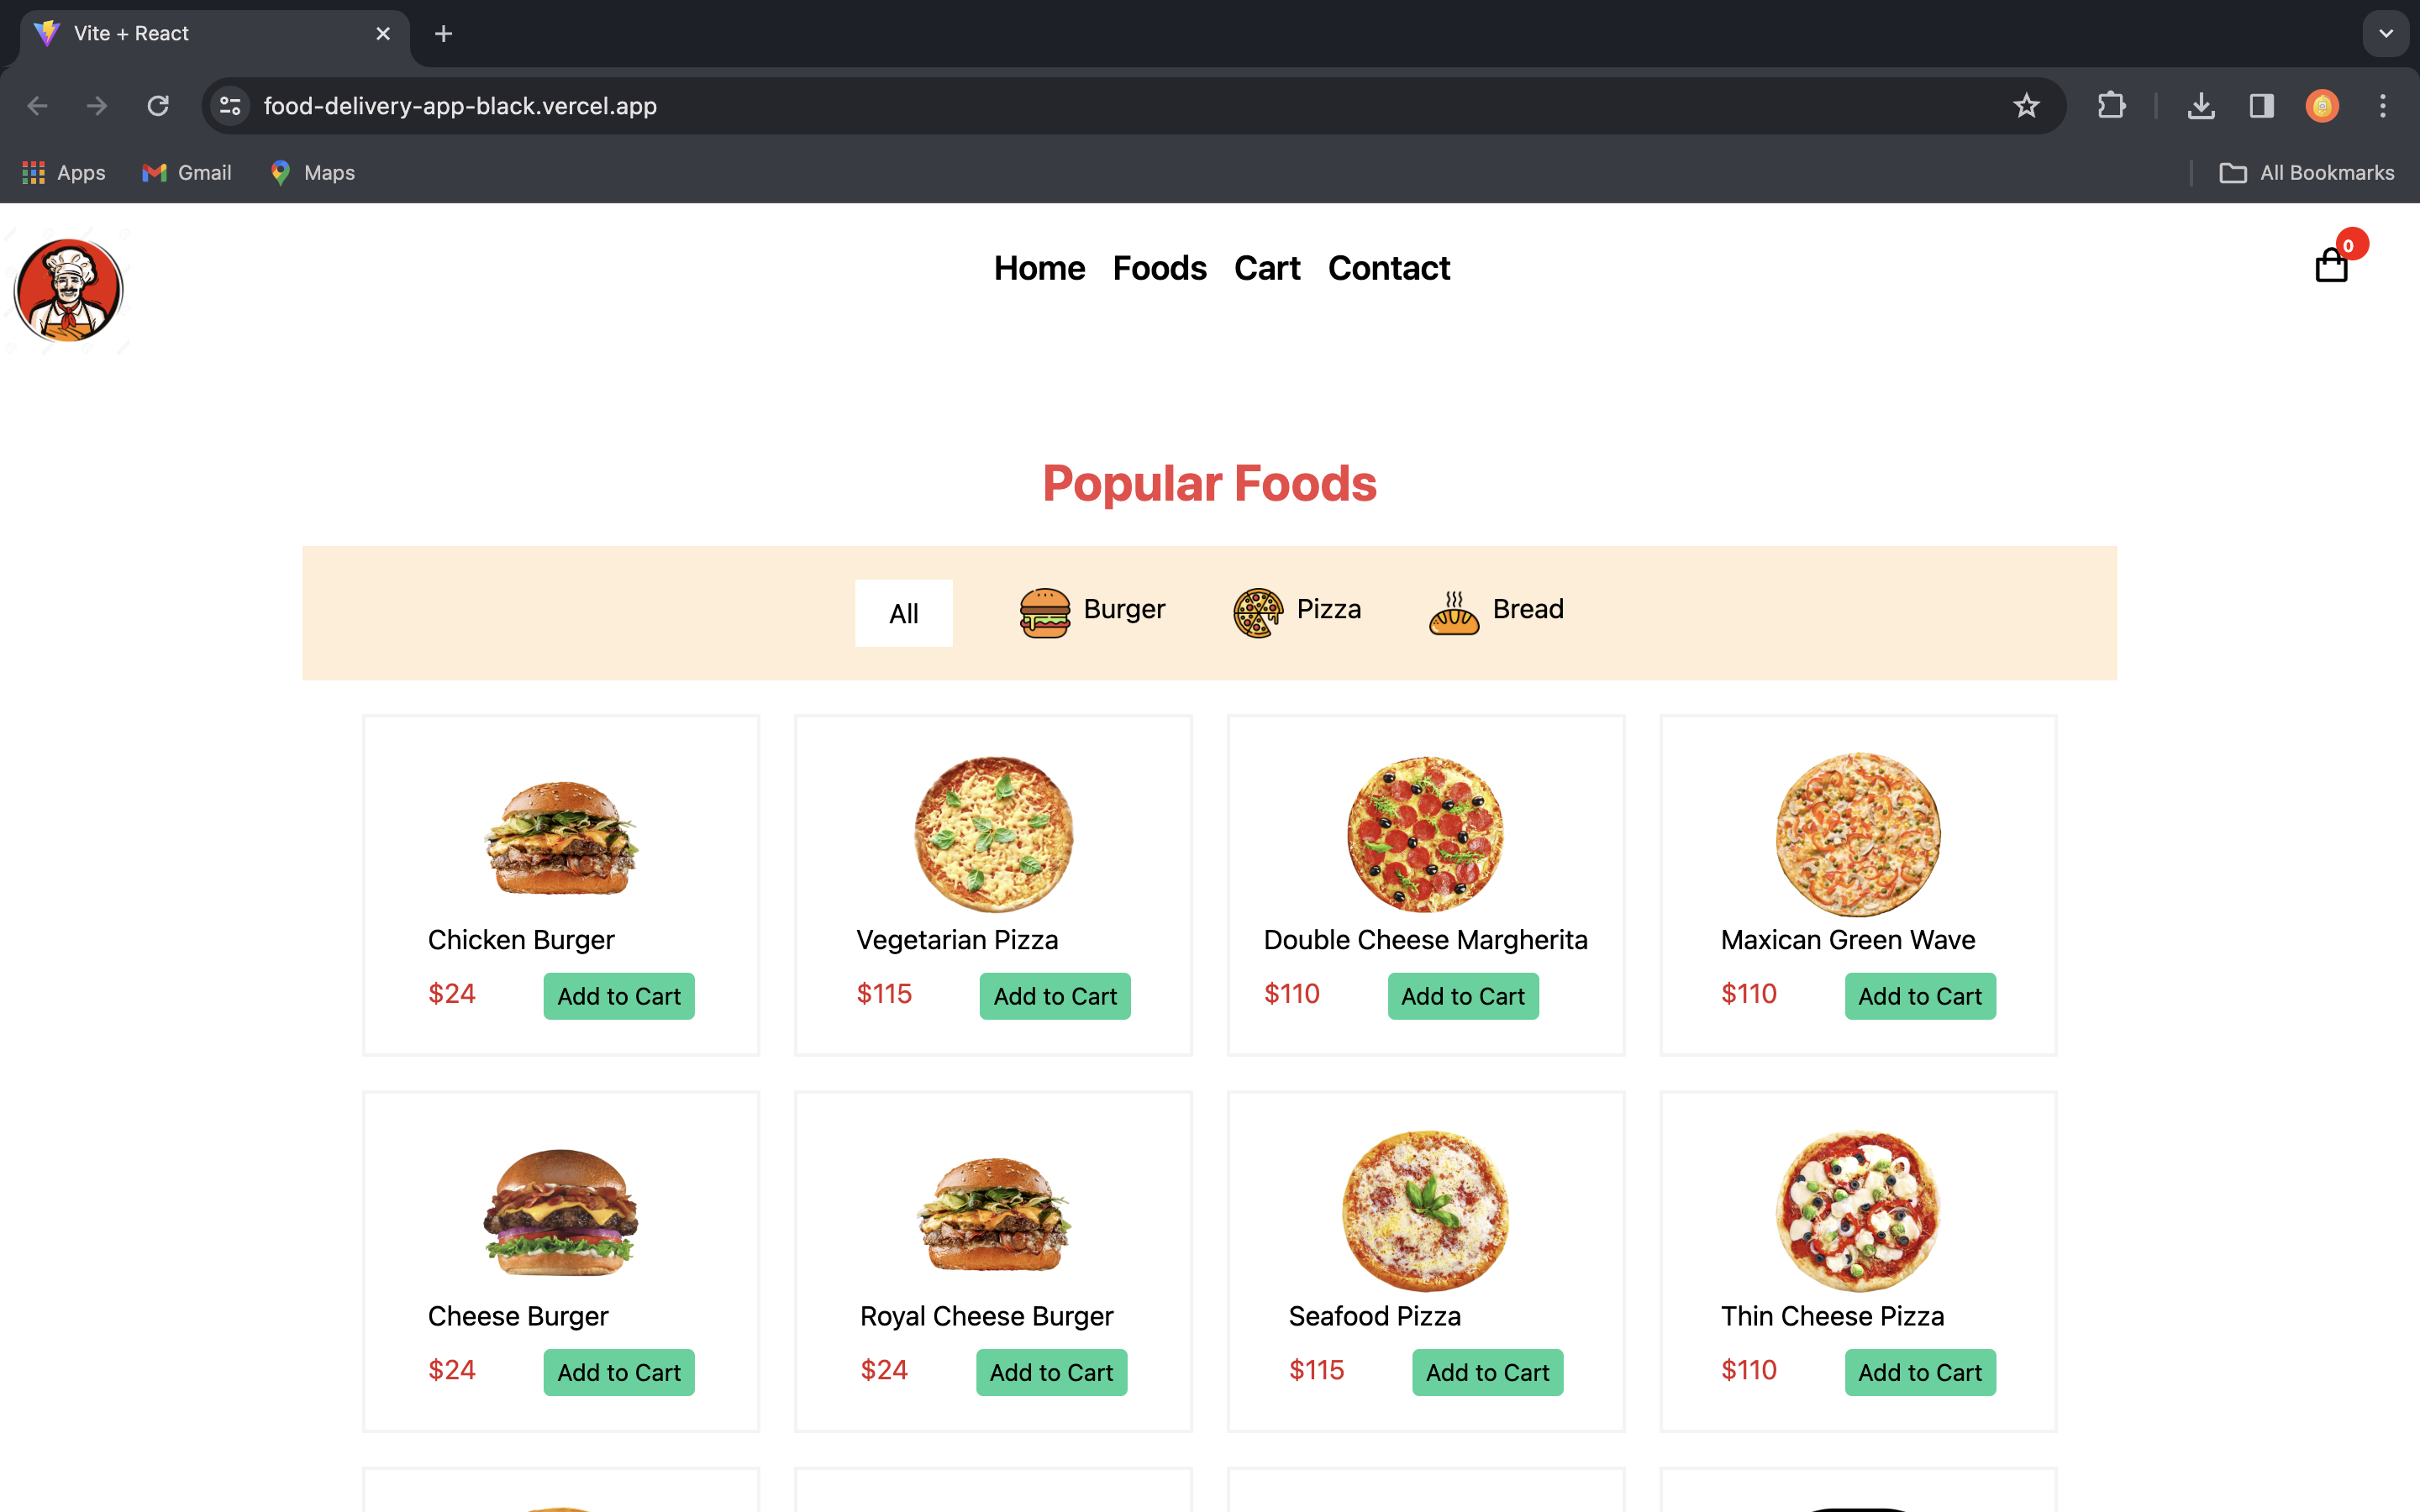 Vite + React
food-delivery-app-black.vercel.app
Apps Gmail Maps All Bookmarks
Home Foods Cart Contact
0
Popular Foods
All Burger Pizza Bread
Chicken Burger Vegetarian Pizza Double Cheese Margherita Maxican Green Wave
$24 Add to Cart $115 Add to Cart $110 Add to Cart $110 Add to Cart
Cheese Burger Royal Cheese Burger Seafood Pizza Thin Cheese Pizza
$24 Add to Cart $24 Add to Cart $115 Add to Cart $110 Add to Cart